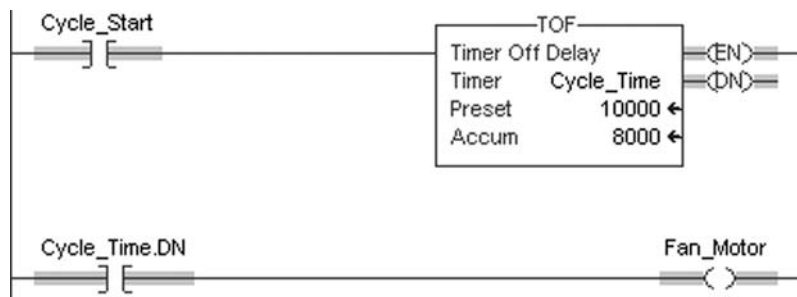 Cycle_Start
TOF
Timer Off Delay
EN
Timer Cycle_Time
DN
Preset 10000
Accum 8000
Cycle_Time.DN
Fan_Motor